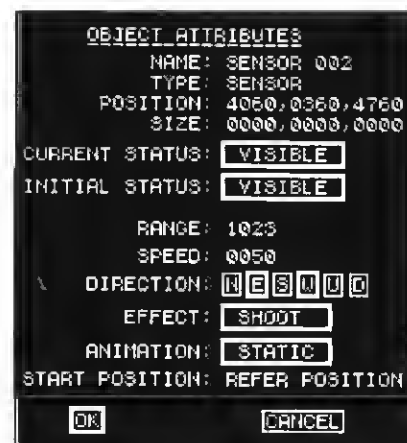 OBJECT ATTRIBUTES
NAME: SENSOR 002
TYPE: SENSOR
POSITION: 4060,0360,4760
SIZE: 0000,0000,0000
CURRENT STATUS: VISIBLE
INITIAL STATUS: VISIBLE
RANGE: 1023
SPEED: 0050
DIRECTION: N E S W U D
EFFECT: SHOOT
ANIMATION: STATIC
START POSITION: REFER POSITION
OK CANCEL